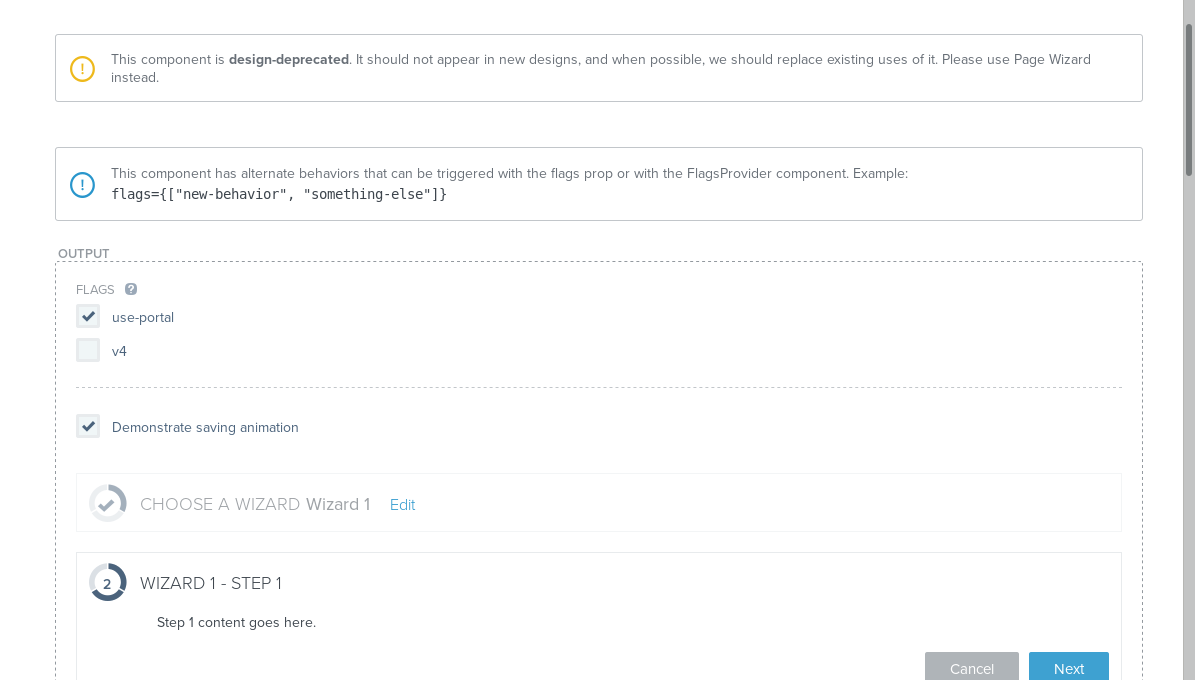 This component is design-deprecated. It should not appear in new designs, and when possible, we should replace existing uses of it. Please use Page Wizard
instead.
This component has alternate behaviors that can be triggered with the flags prop or with the FlagsProvider component. Example:
flags={["new-behavior", "something-else"]}
OUTPUT
FLAGS ?
use-portal
v4
Demonstrate saving animation
CHOOSE A WIZARD Wizard 1 Edit
2 WIZARD 1 - STEP 1
Step 1 content goes here.
Cancel Next